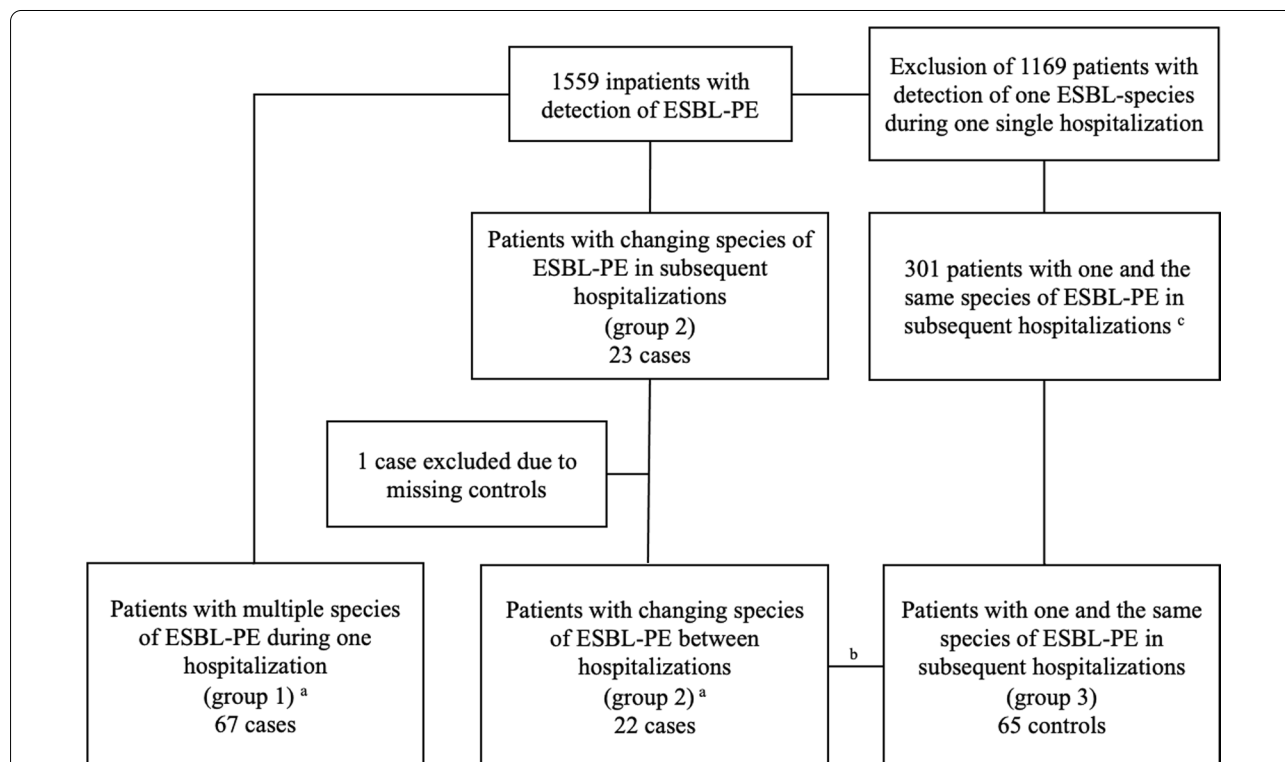 1559 inpatients with
detection of ESBL-PE
Exclusion of 1169 patients with
detection of one ESBL-species
during one single hospitalization
Patients with changing species of
ESBL-PE in subsequent
hospitalizations
(group 2)
23 cases
301 patients with one and the
same species of ESBL-PE in
subsequent hospitalizations c
1 case excluded due to
missing controls
Patients with multiple species
of ESBL-PE during one
hospitalization
(group 1) a
67 cases
Patients with changing species
of ESBL-PE between
hospitalizations
(group 2) a
22 cases
b
Patients with one and the same
species of ESBL-PE in
subsequent hospitalizations
(group 3)
65 controls